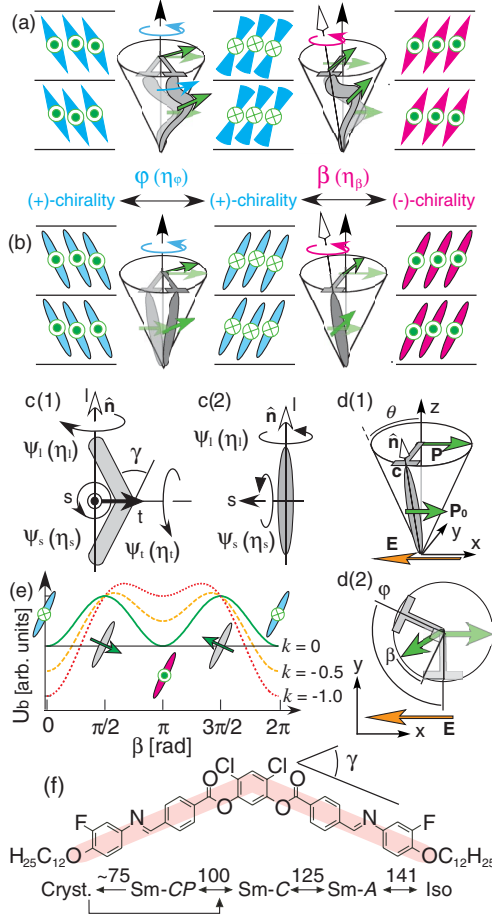 (a)
φ (ηφ)
β (ηβ)
(+)-chirality
(+)-chirality
(-)-chirality
(b)
c(1)
l
n̂
ψl (ηl)
γ
s
t
ψs (ηs)
ψt (ηt)
c(2)
n̂
l
ψl (ηl)
s
ψs (ηs)
d(1)
θ
z
n̂
P
c
P0
y
E
x
d(2)
φ
β
y
x
E
(e)
Ub [arb. units]
k = 0
k = -0.5
k = -1.0
0 π/2 π 3π/2 2π
β [rad]
(f)
Cl Cl
γ
O O
F N O O N F
H25C12O OC12H25
~75 100 125 141
Cryst. Sm-CP Sm-C Sm-A Iso